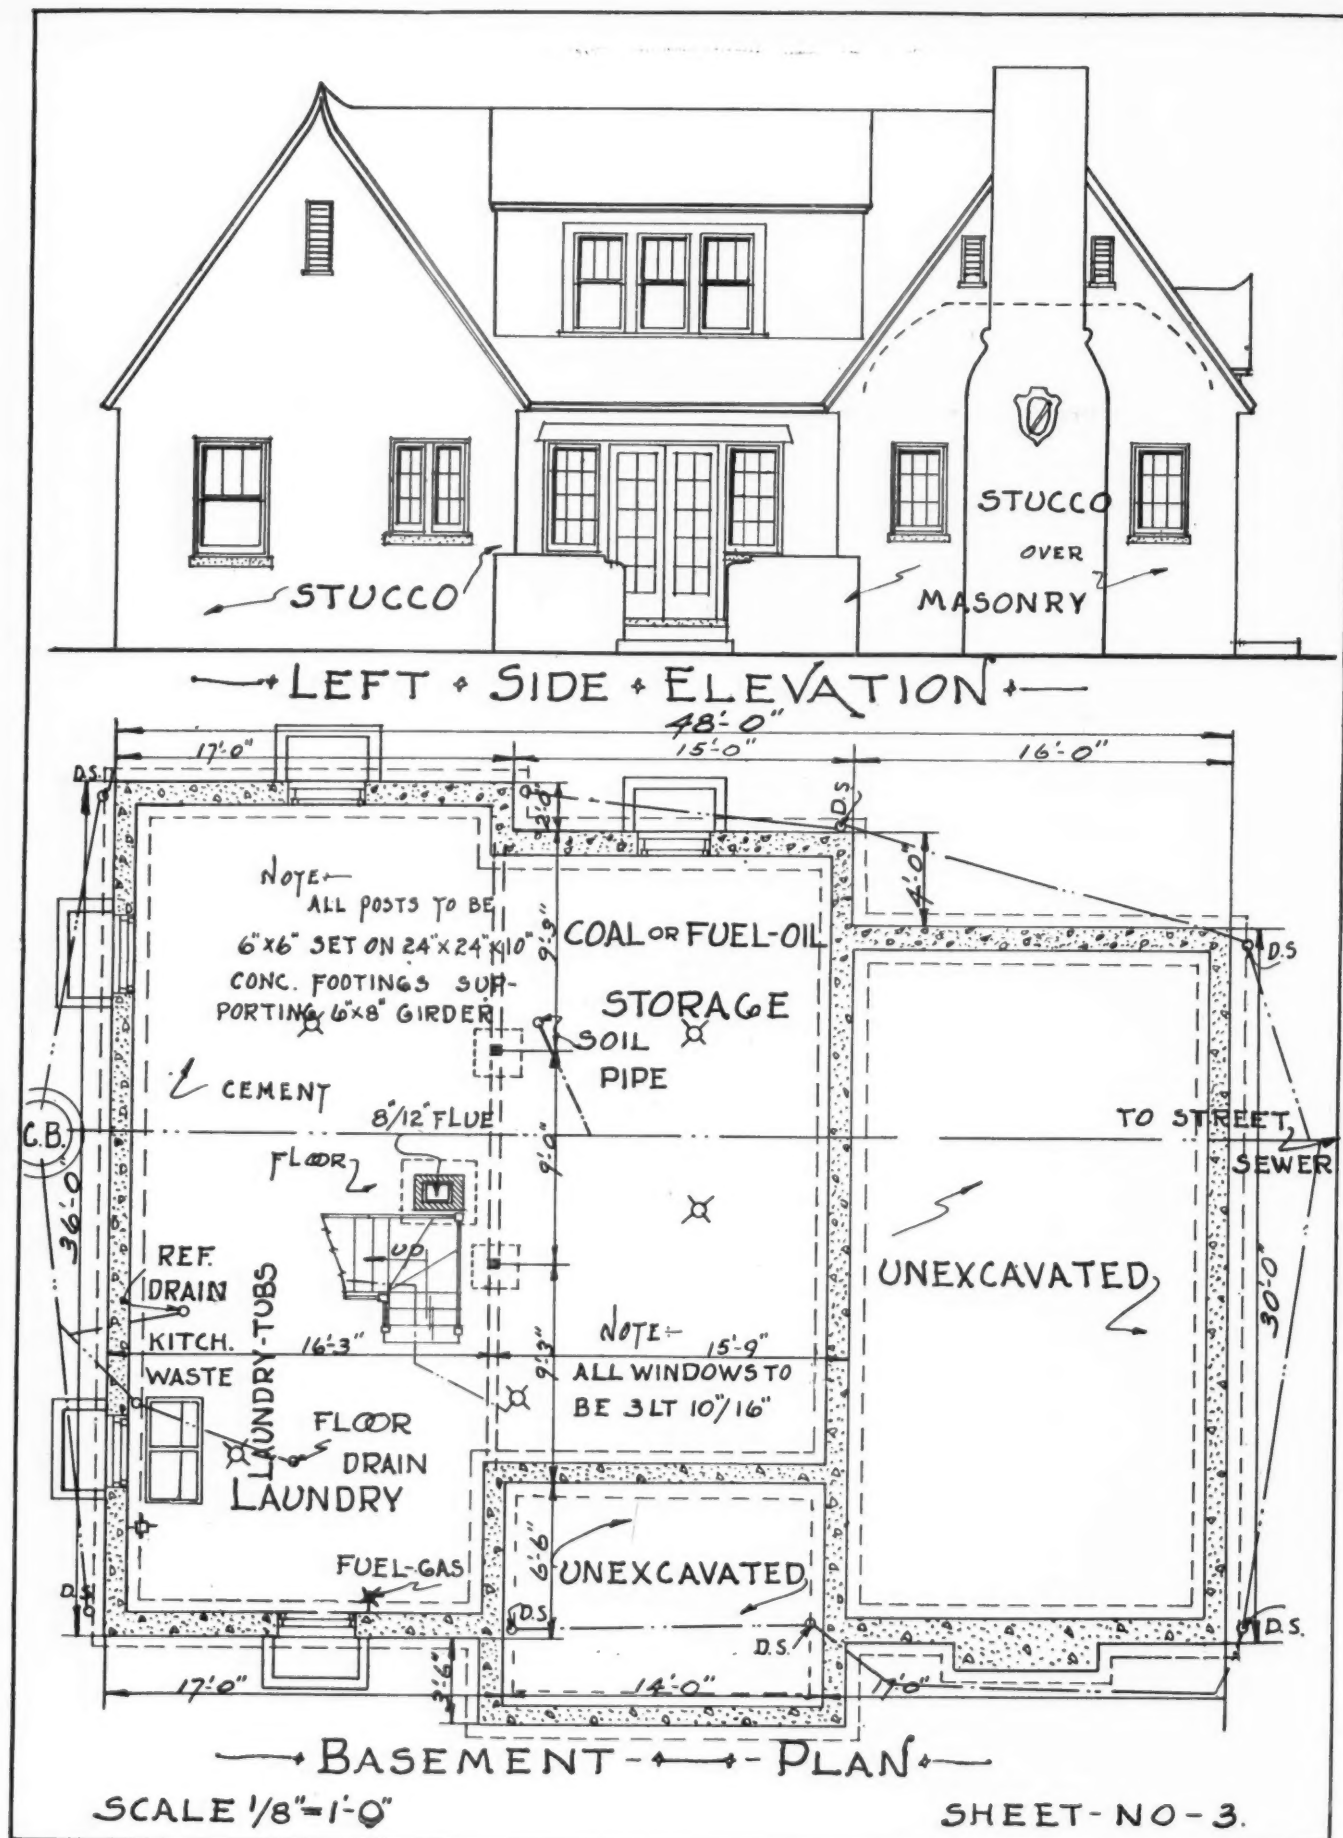 STUCCO
STUCCO
OVER
MASONRY
LEFT SIDE ELEVATION
48'-0"
17'-0"
15'-0"
16'-0"
D.S.
D.S
2'-0"
4'-0"
NOTE:-
ALL POSTS TO BE
6"x6" SET ON 24"x24"x10"
CONC. FOOTINGS SUP-
PORTING 6"x8" GIRDER
9'-3"
COAL OR FUEL-OIL
STORAGE
D.S
SOIL
PIPE
CEMENT
8"/12" FLUE
FLOOR
C.B.
36'-0"
9'-0"
TO STREET
SEWER
UP
REF.
DRAIN
KITCH.
WASTE
LAUNDRY-TUBS
UNEXCAVATED
30'-0"
16'-3"
9'-3"
NOTE:-
15'-9"
ALL WINDOWS TO
BE 3 LT 10"/16"
FLOOR
DRAIN
LAUNDRY
FUEL-GAS
6'-6"
UNEXCAVATED
D.S.
D.S.
D.S.
D.S.
17'-0"
3'-6"
14'-0"
17'-0"
BASEMENT - PLAN
SCALE 1/8"=1'-0"
SHEET-NO-3.